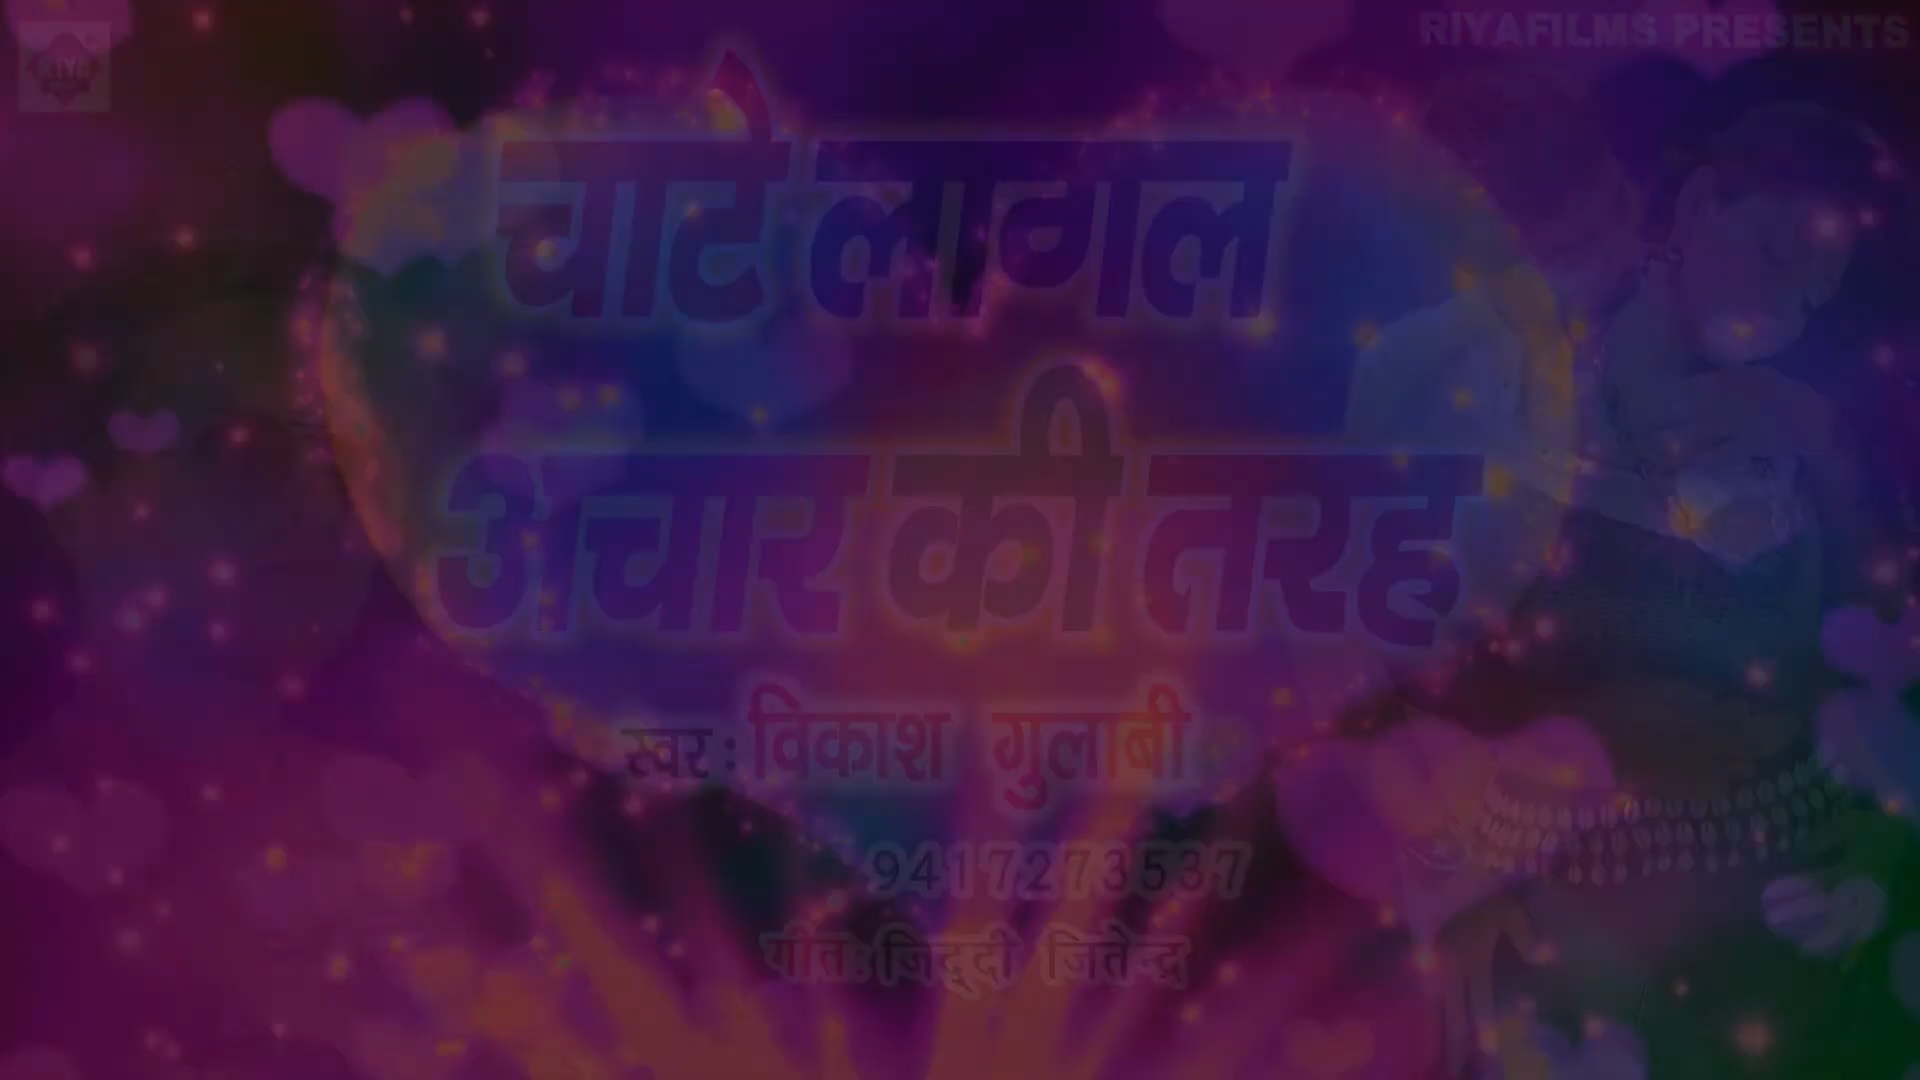 RIYAFILMS PRESENTS
चाटे लागल
अचार की तरह
स्वर : विकाश गुलाबी
9417273537
गीत : जिद्दी जितेन्द्र